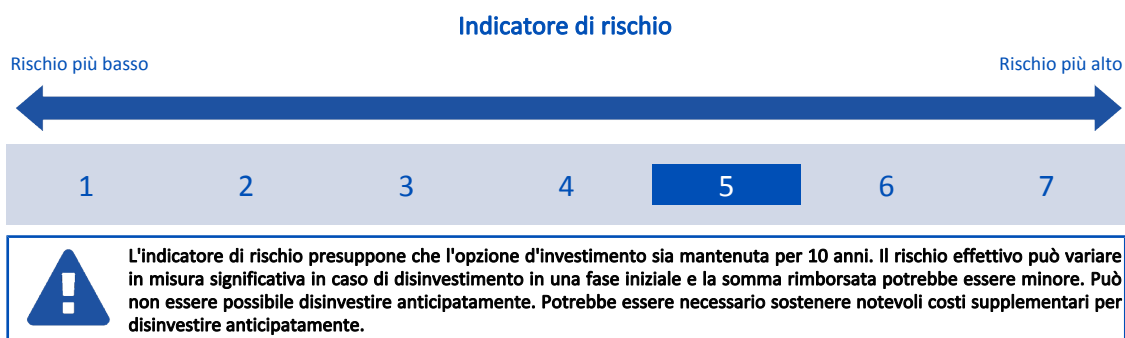 Indicatore di rischio
Rischio più basso
Rischio più alto
1 2 3 4 5 6 7
L'indicatore di rischio presuppone che l'opzione d'investimento sia mantenuta per 10 anni. Il rischio effettivo può variare
in misura significativa in caso di disinvestimento in una fase iniziale e la somma rimborsata potrebbe essere minore. Può
non essere possibile disinvestire anticipatamente. Potrebbe essere necessario sostenere notevoli costi supplementari per
disinvestire anticipatamente.